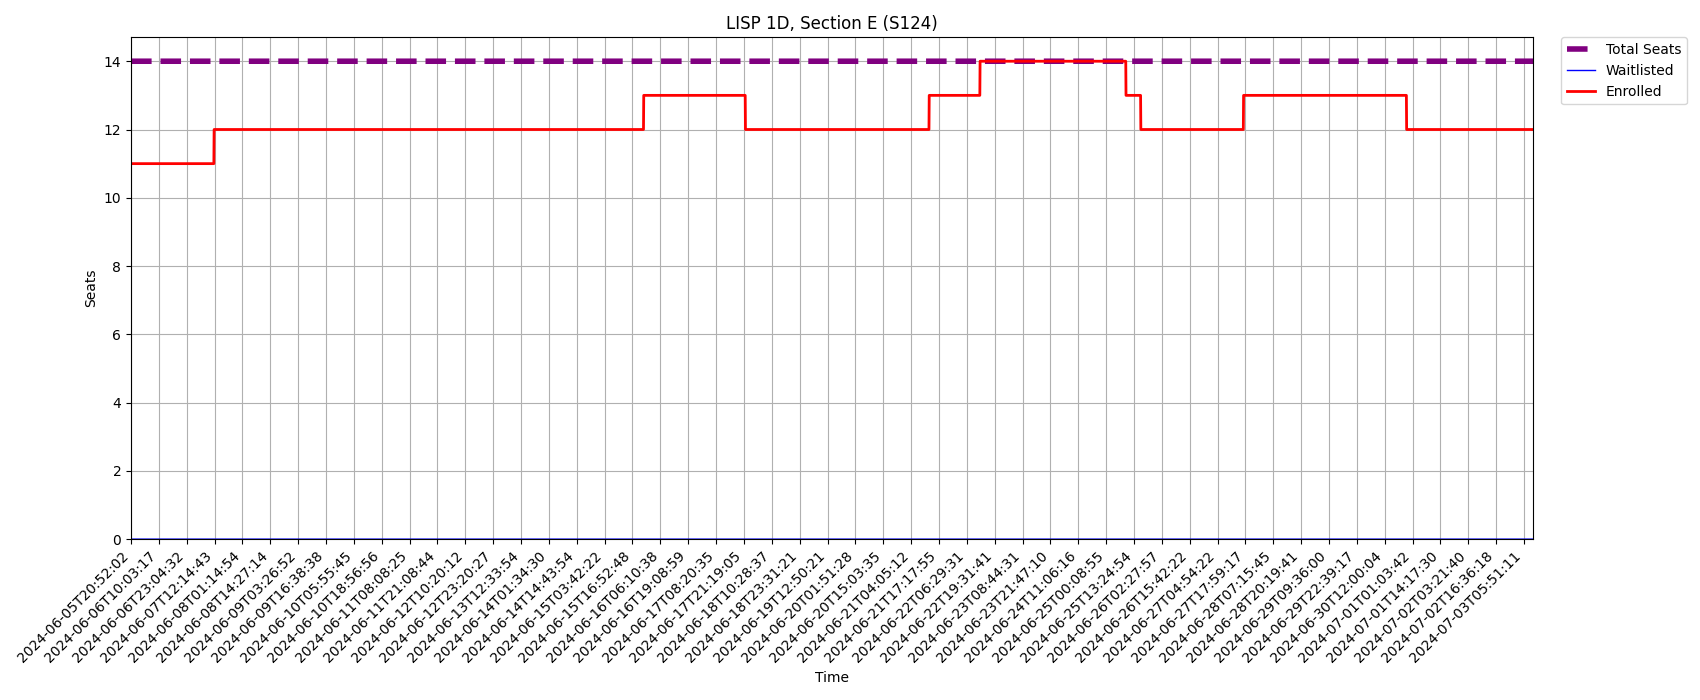 LISP 1D, Section E (S124)
Total Seats
Waitlisted
Enrolled
14
12
10
8
6
4
2
0
Seats
2024-06-05T20:52:02
2024-06-06T10:03:17
2024-06-06T23:04:32
2024-06-07T12:14:43
2024-06-08T01:14:54
2024-06-08T14:27:14
2024-06-09T03:26:52
2024-06-09T16:38:38
2024-06-10T05:55:45
2024-06-10T18:56:56
2024-06-11T08:08:25
2024-06-11T21:08:44
2024-06-12T10:20:12
2024-06-12T23:20:27
2024-06-13T12:33:54
2024-06-14T01:34:30
2024-06-14T14:43:54
2024-06-15T03:42:22
2024-06-15T16:52:48
2024-06-16T06:10:38
2024-06-16T19:08:59
2024-06-17T08:20:35
2024-06-17T21:19:05
2024-06-18T10:28:37
2024-06-18T23:31:21
2024-06-19T12:50:21
2024-06-20T01:51:28
2024-06-20T15:03:35
2024-06-21T04:05:12
2024-06-21T17:17:55
2024-06-22T06:29:31
2024-06-22T19:31:41
2024-06-23T08:44:31
2024-06-23T21:47:10
2024-06-24T11:06:16
2024-06-25T00:08:55
2024-06-25T13:24:54
2024-06-26T02:27:57
2024-06-26T15:42:22
2024-06-27T04:54:22
2024-06-27T17:59:17
2024-06-28T07:15:45
2024-06-28T20:19:41
2024-06-29T09:36:00
2024-06-29T22:39:17
2024-06-30T12:00:04
2024-07-01T01:03:42
2024-07-01T14:17:30
2024-07-02T03:21:40
2024-07-02T16:36:18
2024-07-03T05:51:11
Time